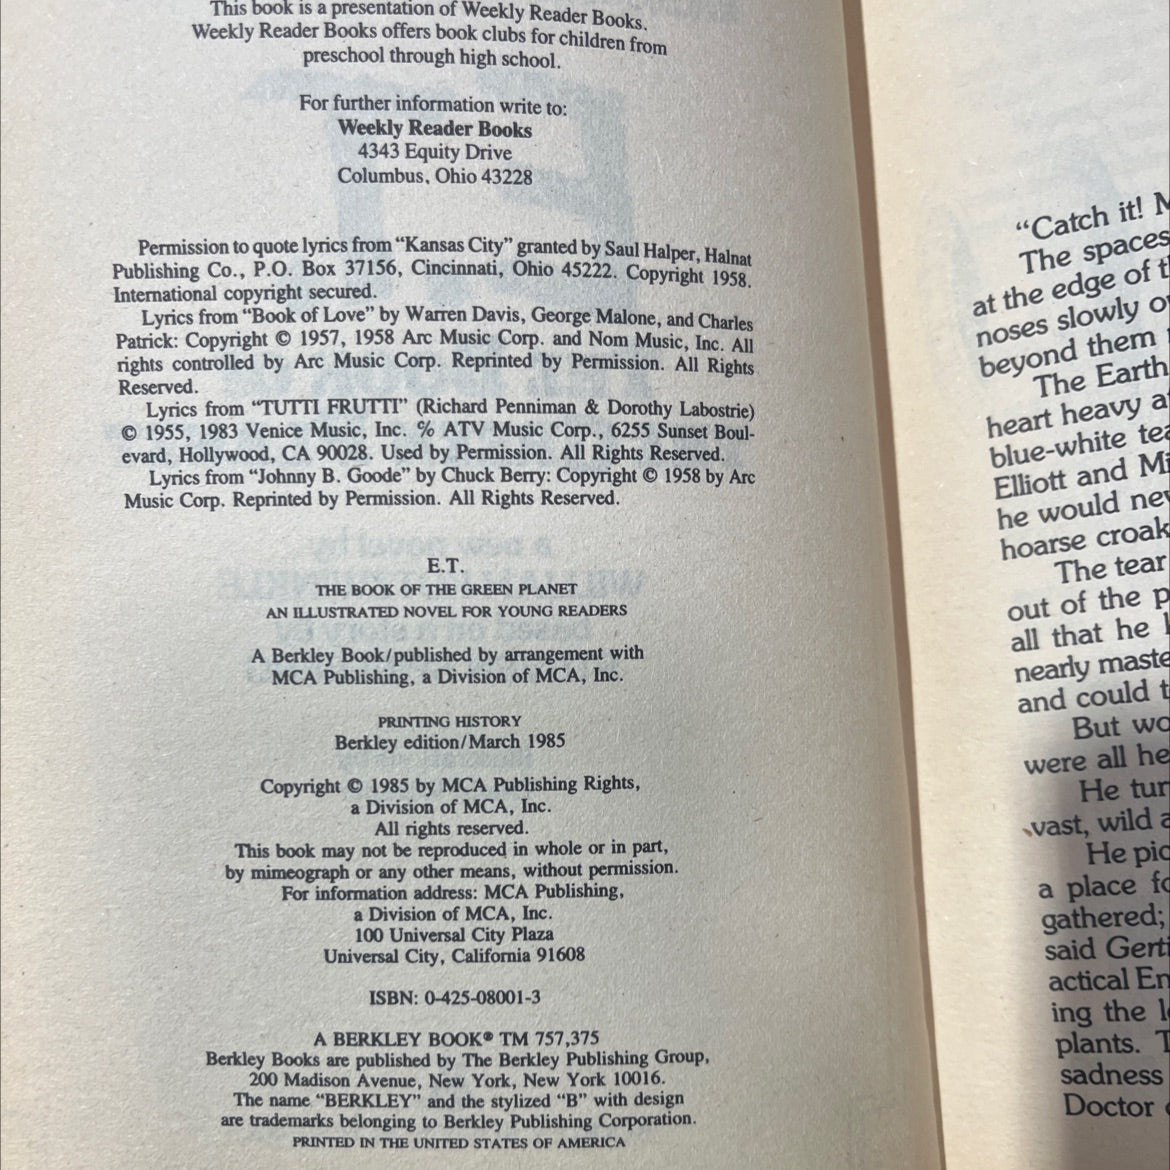 This book is a presentation of Weekly Reader Books.
Weekly Reader Books offers book clubs for children from
preschool through high school.
For further information write to:
Weekly Reader Books
4343 Equity Drive
Columbus, Ohio 43228
Permission to quote lyrics from “Kansas City” granted by Saul Halper, Halnat
Publishing Co., P.O. Box 37156, Cincinnati, Ohio 45222. Copyright 1958.
International copyright secured.
Lyrics from “Book of Love” by Warren Davis, George Malone, and Charles
Patrick: Copyright © 1957, 1958 Arc Music Corp. and Nom Music, Inc. All
rights controlled by Arc Music Corp. Reprinted by Permission. All Rights
Reserved.
Lyrics from “TUTTI FRUTTI” (Richard Penniman & Dorothy Labostrie)
© 1955, 1983 Venice Music, Inc. % ATV Music Corp., 6255 Sunset Boul-
evard, Hollywood, CA 90028. Used by Permission. All Rights Reserved.
Lyrics from “Johnny B. Goode” by Chuck Berry: Copyright © 1958 by Arc
Music Corp. Reprinted by Permission. All Rights Reserved.
E.T.
THE BOOK OF THE GREEN PLANET
AN ILLUSTRATED NOVEL FOR YOUNG READERS
A Berkley Book/published by arrangement with
MCA Publishing, a Division of MCA, Inc.
PRINTING HISTORY
Berkley edition/March 1985
Copyright © 1985 by MCA Publishing Rights,
a Division of MCA, Inc.
All rights reserved.
This book may not be reproduced in whole or in part,
by mimeograph or any other means, without permission.
For information address: MCA Publishing,
a Division of MCA, Inc.
100 Universal City Plaza
Universal City, California 91608
ISBN: 0-425-08001-3
A BERKLEY BOOK® TM 757,375
Berkley Books are published by The Berkley Publishing Group,
200 Madison Avenue, New York, New York 10016.
The name “BERKLEY” and the stylized “B” with design
are trademarks belonging to Berkley Publishing Corporation.
PRINTED IN THE UNITED STATES OF AMERICA
“Catch it!
The
at the edge of
noses slowly
beyond them
The Earth
heart heavy
blue-white
Elliott and
he would
hoarse
The tear
out of the
all that he
nearly
and could
But
were all
He
vast, wild
He
a place
gathered;
said
actical
ing the
plants.
sadness
Doctor